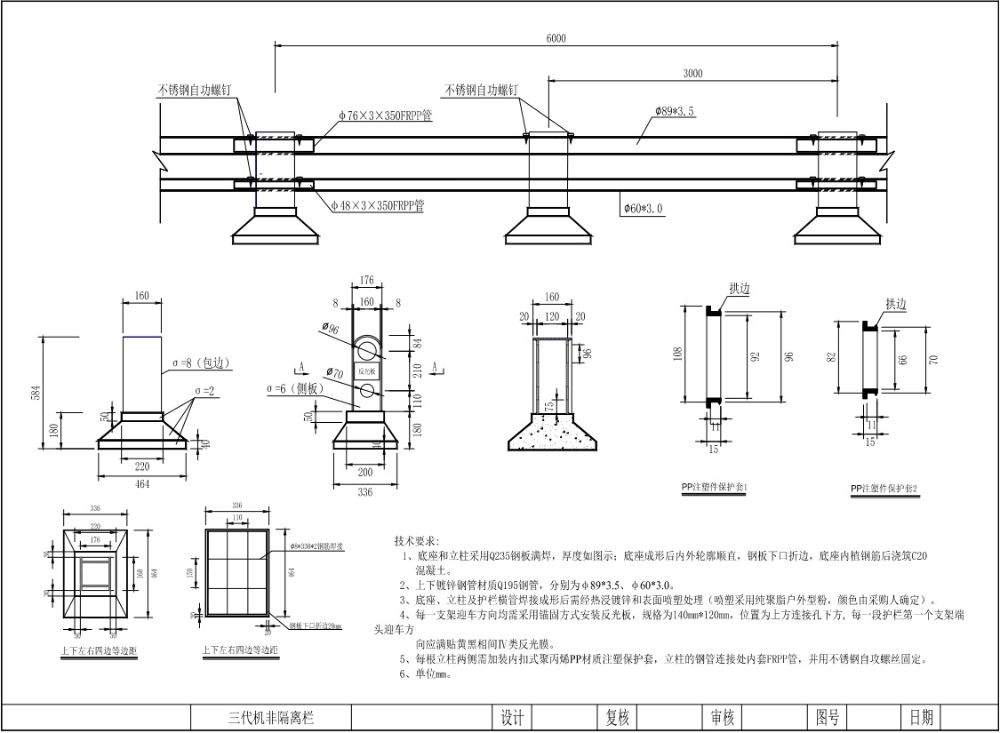 6000
3000
不锈钢自功螺钉
不锈钢自功螺钉
φ76×3×350FRPP管
ϕ89*3.5
φ48×3×350FRPP管
ϕ60*3.0
160
584
180
50
σ=8（包边）
σ=2
40
220
464
176
8
160
8
ϕ96
84
A
反光板
A
210
ϕ70
σ=6（侧板）
110
50
180
40
200
336
160
20
120
20
96
75
拱边
108
92
96
11
15
PP注塑件保护套1
拱边
82
66
70
11
15
PP注塑件保护套2
336
220
176
30
160
464
30
50
50
上下左右四边等边距
336
110
ϕ8*330*2钢筋焊接
150
464
20
钢板下口折边20mm
20
上下左右四边等边距
技术要求:
1、底座和立柱采用Q235钢板满焊，厚度如图示；底座成形后内外轮廓顺直，钢板下口折边，底座内植钢筋后浇筑C20
混凝土。
2、上下镀锌钢管材质Q195钢管，分别为φ89*3.5、φ60*3.0。
3、底座、立柱及护栏横管焊接成形后需经热浸镀锌和表面喷塑处理（喷塑采用纯聚脂户外型粉，颜色由采购人确定）。
4、每一支架迎车方向均需采用锚固方式安装反光板，规格为140mm*120mm，位置为上方连接孔下方，每一段护栏第一个支架端
头迎车方
向应满贴黄黑相间Ⅳ类反光膜。
5、每根立柱两侧需加装内扣式聚丙烯PP材质注塑保护套，立柱的钢管连接处内套FRPP管，并用不锈钢自攻螺丝固定。
6、单位mm。
三代机非隔离栏
设计
复核
审核
图号
日期